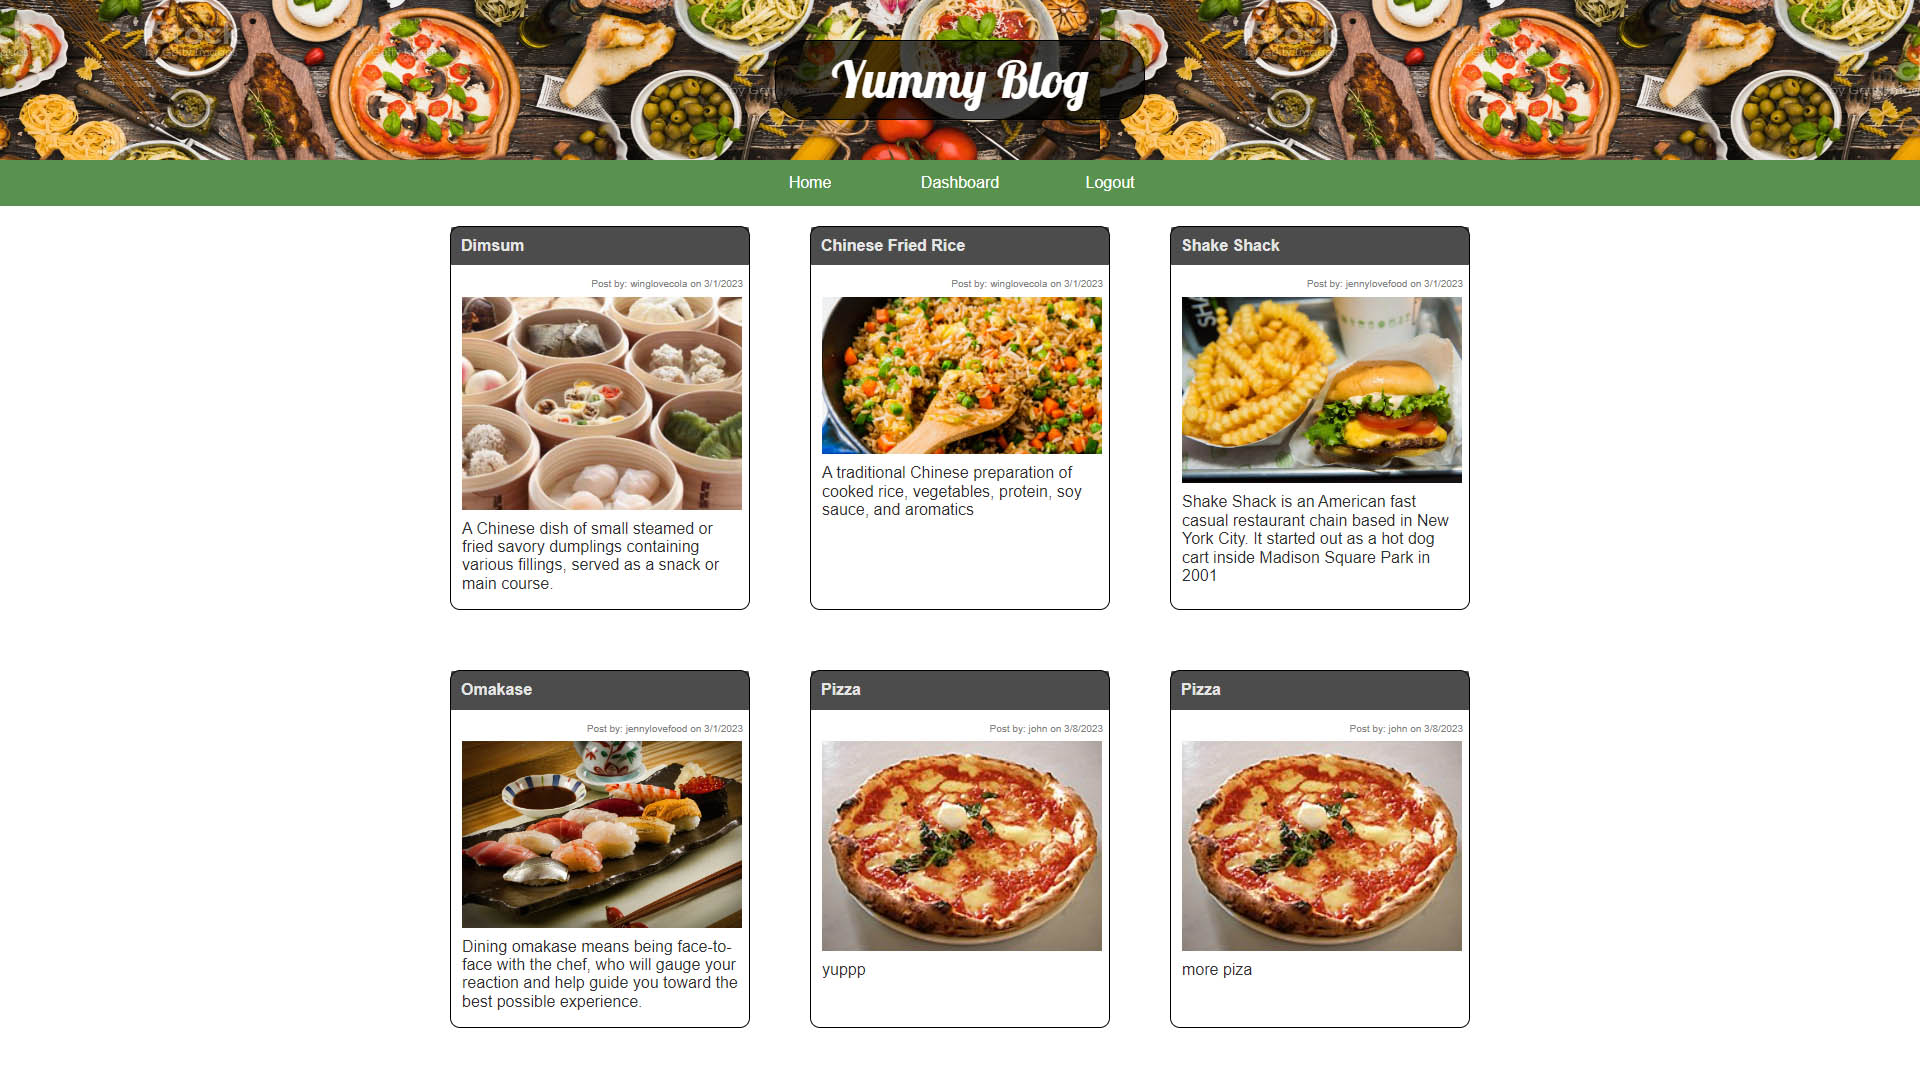 Yummy Blog
Home Dashboard Logout
Dimsum
Post by: winglovecola on 3/1/2023
A Chinese dish of small steamed or
fried savory dumplings containing
various fillings, served as a snack or
main course.
Chinese Fried Rice
Post by: winglovecola on 3/1/2023
A traditional Chinese preparation of
cooked rice, vegetables, protein, soy
sauce, and aromatics
Shake Shack
Post by: jennylovefood on 3/1/2023
Shake Shack is an American fast
casual restaurant chain based in New
York City. It started out as a hot dog
cart inside Madison Square Park in
2001
Omakase
Post by: jennylovefood on 3/1/2023
Dining omakase means being face-to-
face with the chef, who will gauge your
reaction and help guide you toward the
best possible experience.
Pizza
Post by: john on 3/8/2023
yuppp
Pizza
Post by: john on 3/8/2023
more piza